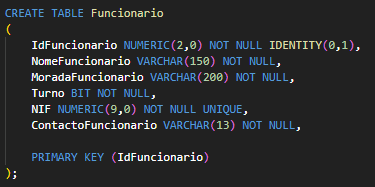 CREATE TABLE Funcionario
(
    IdFuncionario NUMERIC(2,0) NOT NULL IDENTITY(0,1),
    NomeFuncionario VARCHAR(150) NOT NULL,
    MoradaFuncionario VARCHAR(200) NOT NULL,
    Turno BIT NOT NULL,
    NIF NUMERIC(9,0) NOT NULL UNIQUE,
    ContactoFuncionario VARCHAR(13) NOT NULL,
    PRIMARY KEY (IdFuncionario)
);